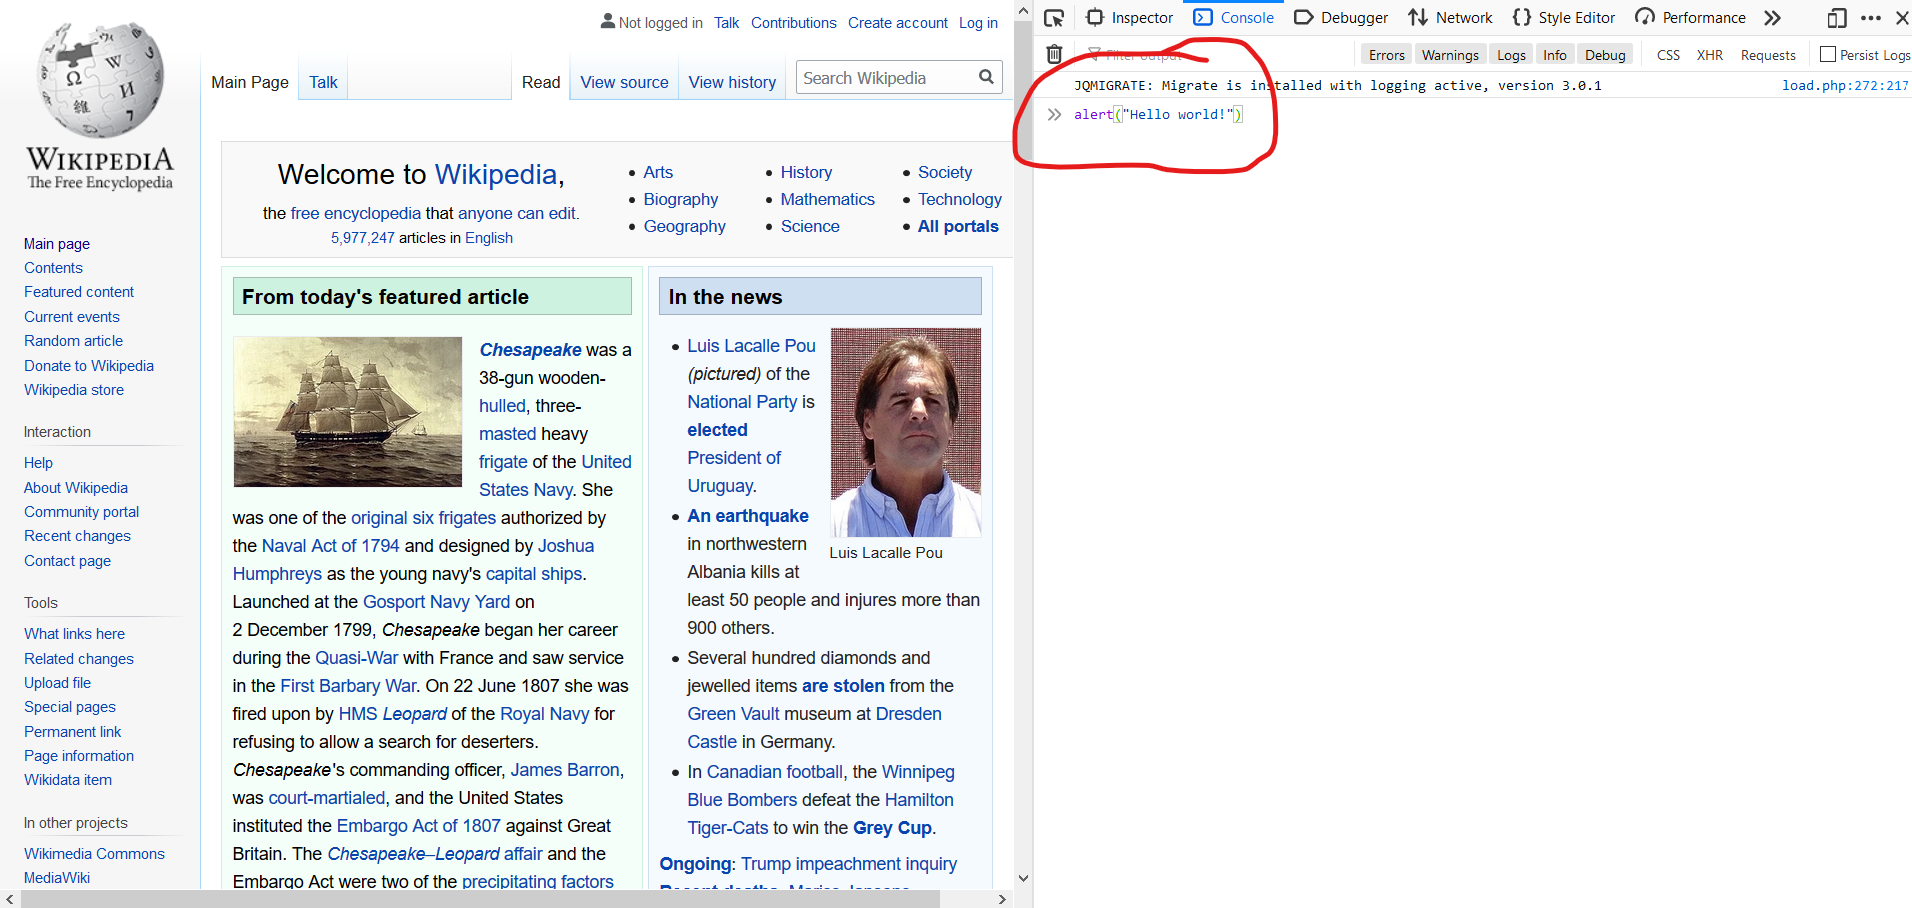 WIKIPEDIA
The Free Encyclopedia
Main page
Contents
Featured content
Current events
Random article
Donate to Wikipedia
Wikipedia store
Interaction
Help
About Wikipedia
Community portal
Recent changes
Contact page
Tools
What links here
Related changes
Upload file
Special pages
Permanent link
Page information
Wikidata item
In other projects
Wikimedia Commons
MediaWiki
Not logged in Talk Contributions Create account Log in
Main Page Talk Read View source View history Search Wikipedia
Welcome to Wikipedia,
the free encyclopedia that anyone can edit.
5,977,247 articles in English
Arts
Biography
Geography
History
Mathematics
Science
Society
Technology
All portals
From today's featured article
Chesapeake was a
38-gun wooden-
hulled, three-
masted heavy
frigate of the United
States Navy. She
was one of the original six frigates authorized by
the Naval Act of 1794 and designed by Joshua
Humphreys as the young navy's capital ships.
Launched at the Gosport Navy Yard on
2 December 1799, Chesapeake began her career
during the Quasi-War with France and saw service
in the First Barbary War. On 22 June 1807 she was
fired upon by HMS Leopard of the Royal Navy for
refusing to allow a search for deserters.
Chesapeake's commanding officer, James Barron,
was court-martialed, and the United States
instituted the Embargo Act of 1807 against Great
Britain. The Chesapeake–Leopard affair and the
Embargo Act were two of the precipitating factors
In the news
Luis Lacalle Pou
(pictured) of the
National Party is
elected
President of
Uruguay.
Luis Lacalle Pou
An earthquake
in northwestern
Albania kills at
least 50 people and injures more than
900 others.
Several hundred diamonds and
jewelled items are stolen from the
Green Vault museum at Dresden
Castle in Germany.
In Canadian football, the Winnipeg
Blue Bombers defeat the Hamilton
Tiger-Cats to win the Grey Cup.
Ongoing: Trump impeachment inquiry
Recent deaths: Mariss Jansons
Inspector Console Debugger Network Style Editor Performance
Filter output Errors Warnings Logs Info Debug CSS XHR Requests Persist Logs
JQMIGRATE: Migrate is installed with logging active, version 3.0.1 load.php:272:217
alert("Hello world!")